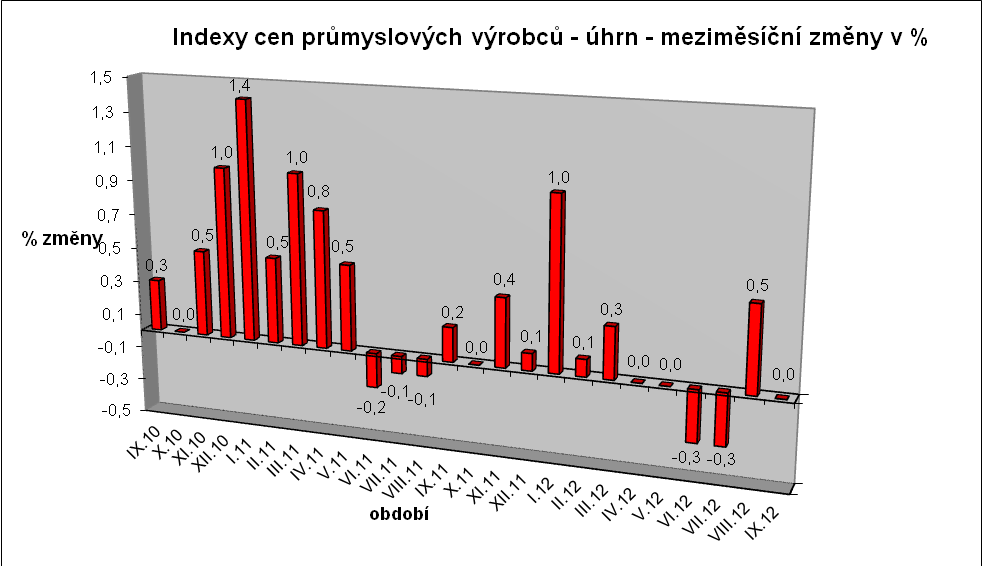 Indexy cen průmyslových výrobců - úhrn - meziměsíční změny v %
1,5
1,3
1,1
0,9
0,7
0,5
0,3
0,1
-0,1
-0,3
-0,5
% změny
0,3
0,0
0,5
1,0
1,4
0,5
1,0
0,8
0,5
-0,2
-0,1
-0,1
0,2
0,0
0,4
0,1
1,0
0,1
0,3
0,0
0,0
-0,3
-0,3
0,5
0,0
IX.10
X.10
XI.10
XII.10
I.11
II.11
III.11
IV.11
V.11
VI.11
VII.11
VIII.11
IX.11
X.11
XI.11
XII.11
I.12
II.12
III.12
IV.12
V.12
VI.12
VII.12
VIII.12
IX.12
období